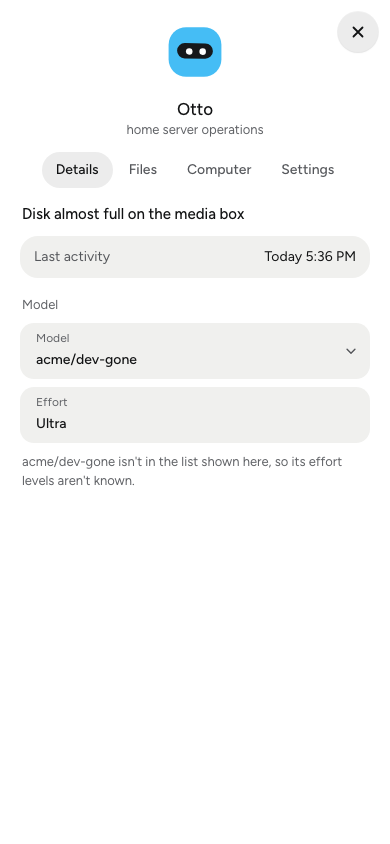 Otto
home server operations
Details Files Computer Settings
Disk almost full on the media box
Last activity Today 5:36 PM
Model
Model
acme/dev-gone
Effort
Ultra
acme/dev-gone isn't in the list shown here, so its effort
levels aren't known.